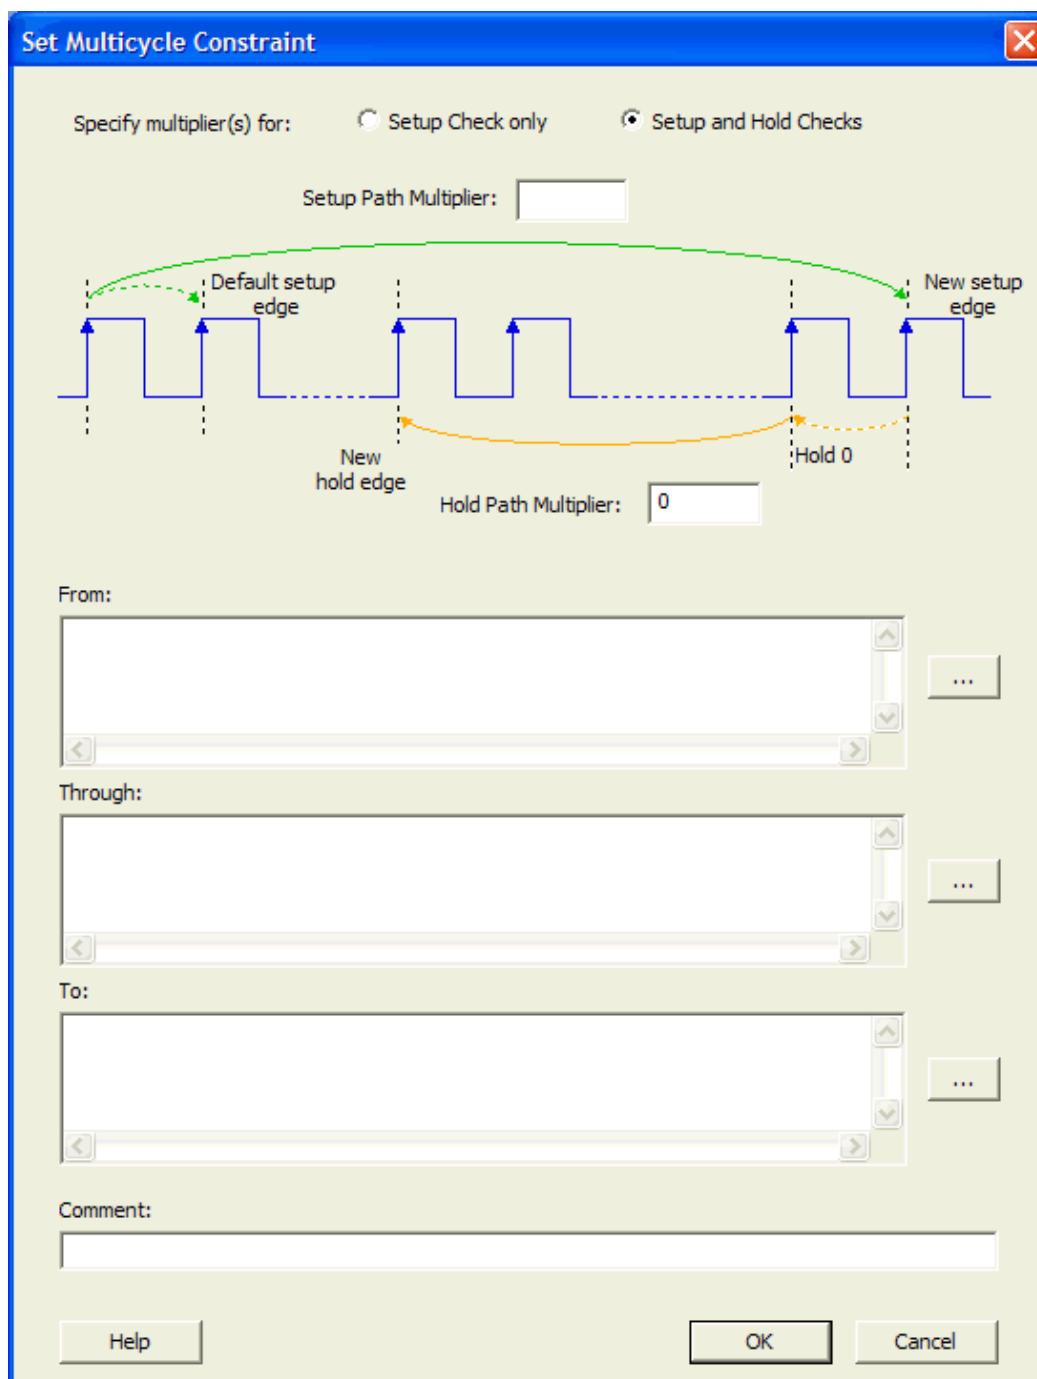 Set Multicycle Constraint
Specify multiplier(s) for: Setup Check only Setup and Hold Checks
Setup Path Multiplier:
Default setup
edge
New setup
edge
New
hold edge
Hold 0
Hold Path Multiplier: 0
From:
...
Through:
...
To:
...
Comment:
Help OK Cancel